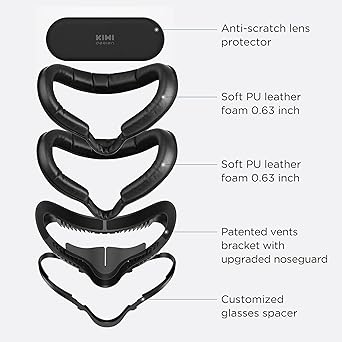 KIWI
design
Anti-scratch lens
protector
Soft PU leather
foam 0.63 inch
Soft PU leather
foam 0.63 inch
Patented vents
bracket with
upgraded noseguard
Customized
glasses spacer